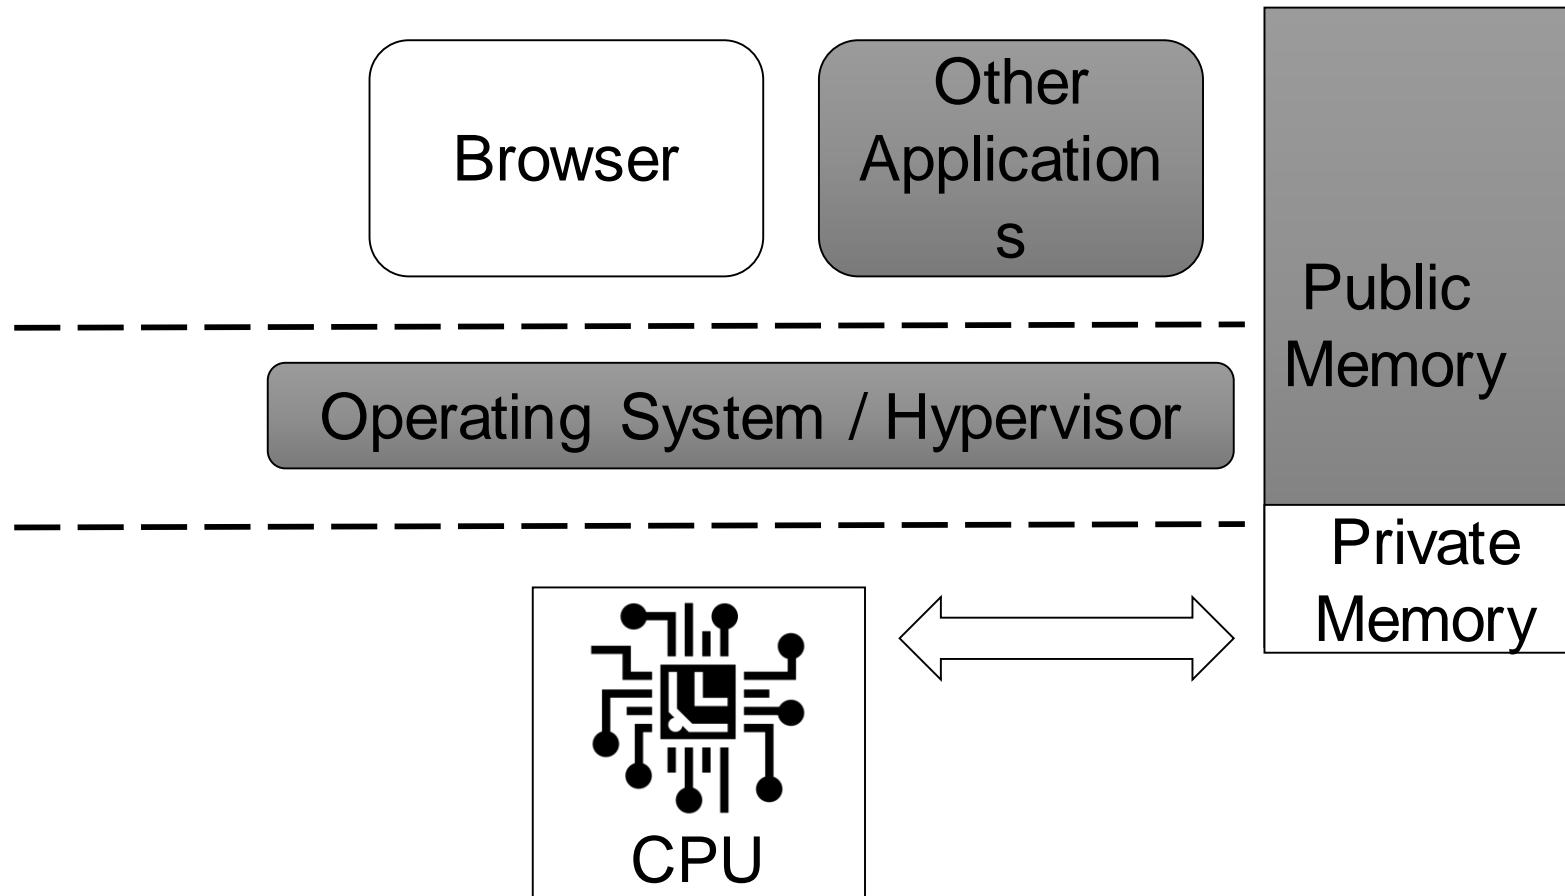 Browser
Other
Application
s
Public
Memory
Operating System / Hypervisor
Private
Memory
CPU